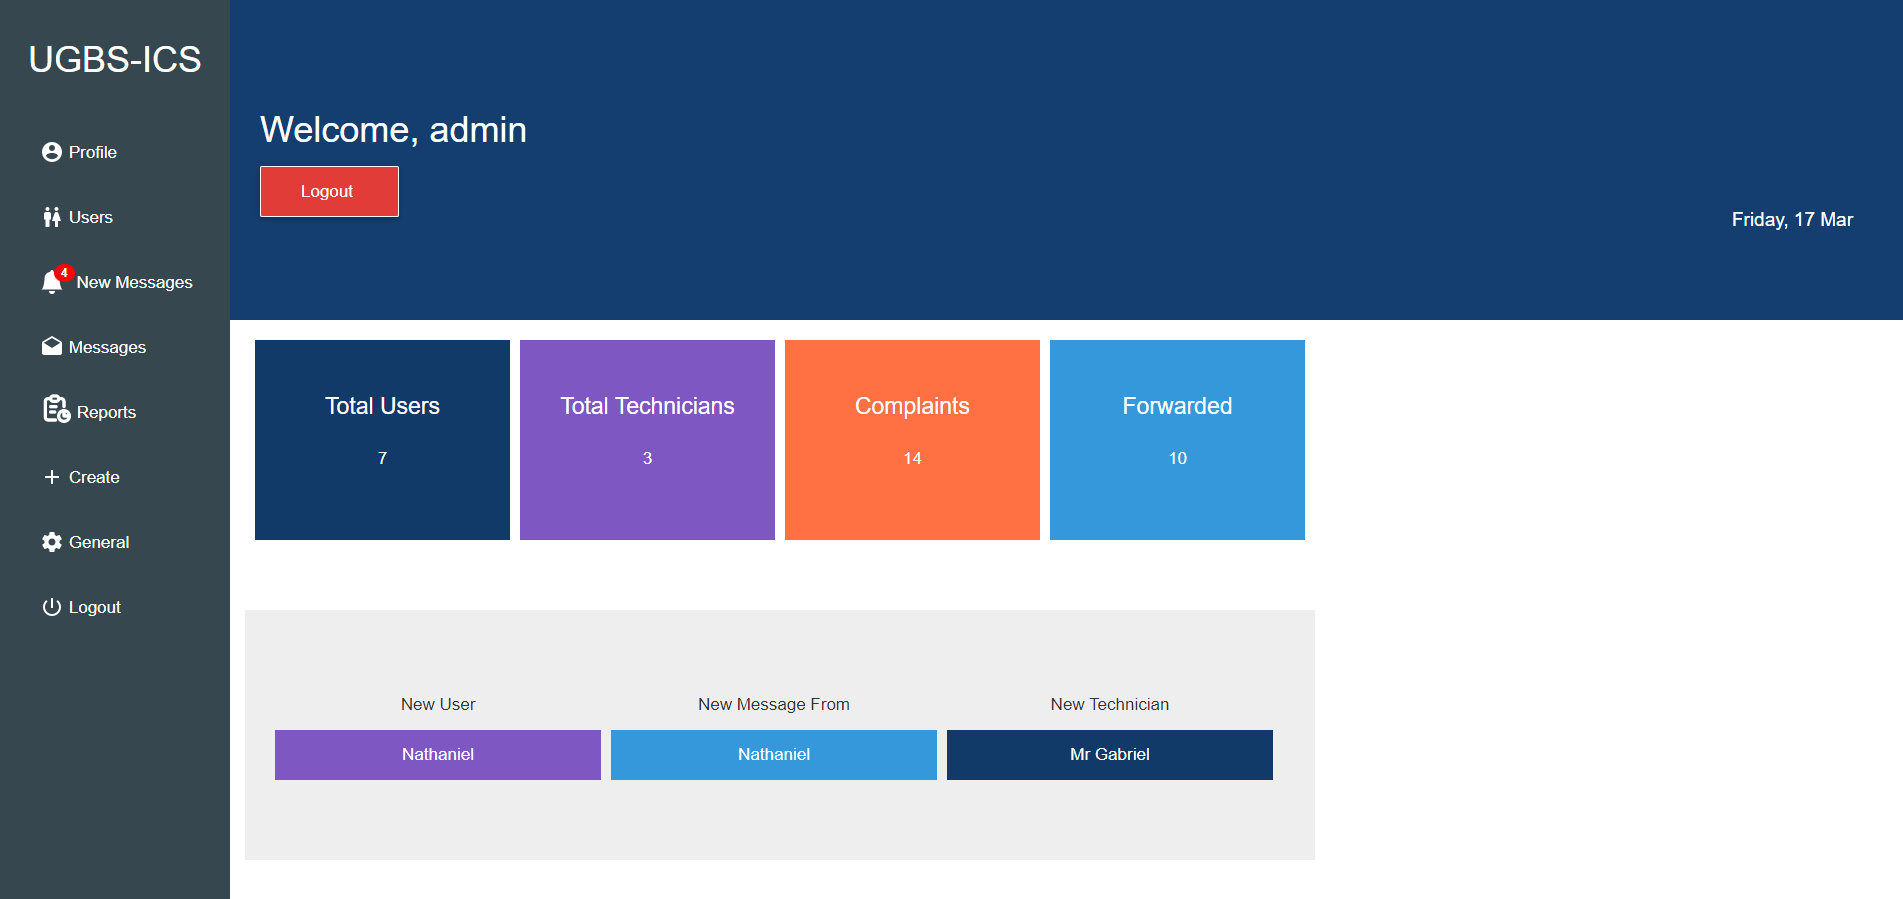 UGBS-ICS
Profile
Users
4
New Messages
Messages
Reports
Create
General
Logout
Welcome, admin
Logout
Friday, 17 Mar
Total Users
7
Total Technicians
3
Complaints
14
Forwarded
10
New User
Nathaniel
New Message From
Nathaniel
New Technician
Mr Gabriel